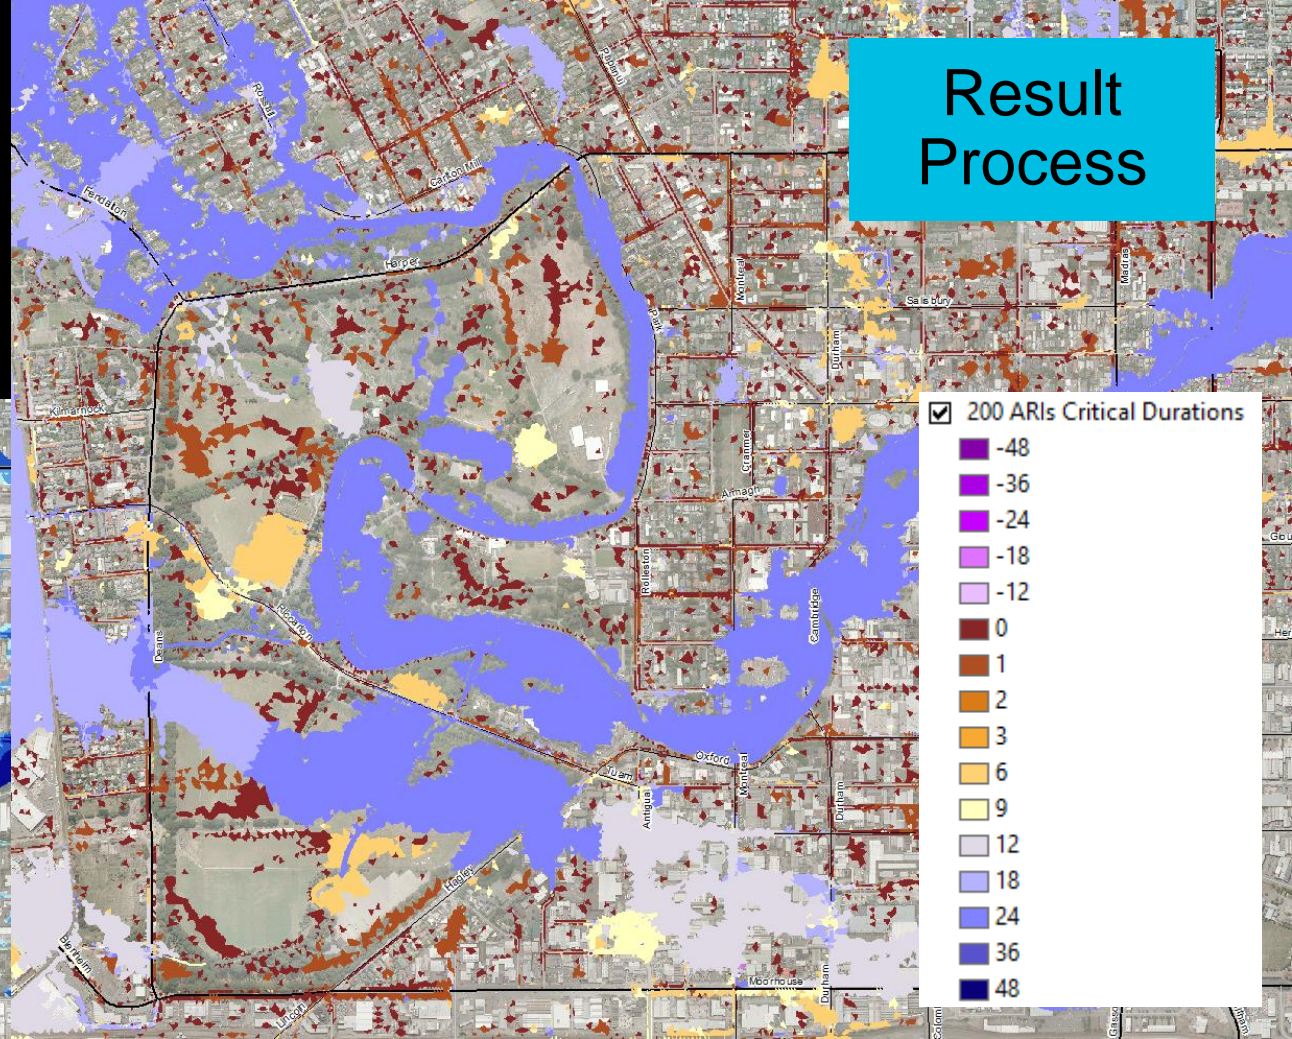 Result
Process
Papanui
Rossall
Carlton Mill
Fendalton
Harper
Montreal
Madras
Salisbury
Park
Durham
Kilmarnock
Cranmer
Armagh
200 ARIs Critical Durations
-48
-36
-24
-18
-12
0
1
2
3
6
9
12
18
24
36
48
Rolleston
Cambridge
Riccarton
Deans
Oxford
Tuam
Montreal
Antigua
Durham
Hagley
Blenheim
Moorhouse
Durham
Lincoln